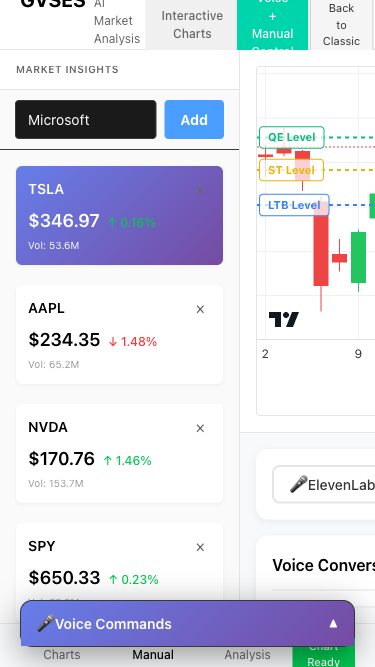 GVSES
AI
Market
Analysis
Interactive
Charts
Voice
+
Manual
Control
Back
to
Classic
MARKET INSIGHTS
Microsoft
Add
TSLA
×
$346.97 ↑ 0.16%
Vol: 53.6M
AAPL
×
$234.35 ↓ 1.48%
Vol: 65.2M
NVDA
×
$170.76 ↑ 1.46%
Vol: 153.7M
SPY
×
$650.33 ↑ 0.23%
QE Level
ST Level
LTB Level
2
9
🎤ElevenLab
Voice Convers
🎤Voice Commands ▲
Charts
Manual
Analysis
Chart
Ready